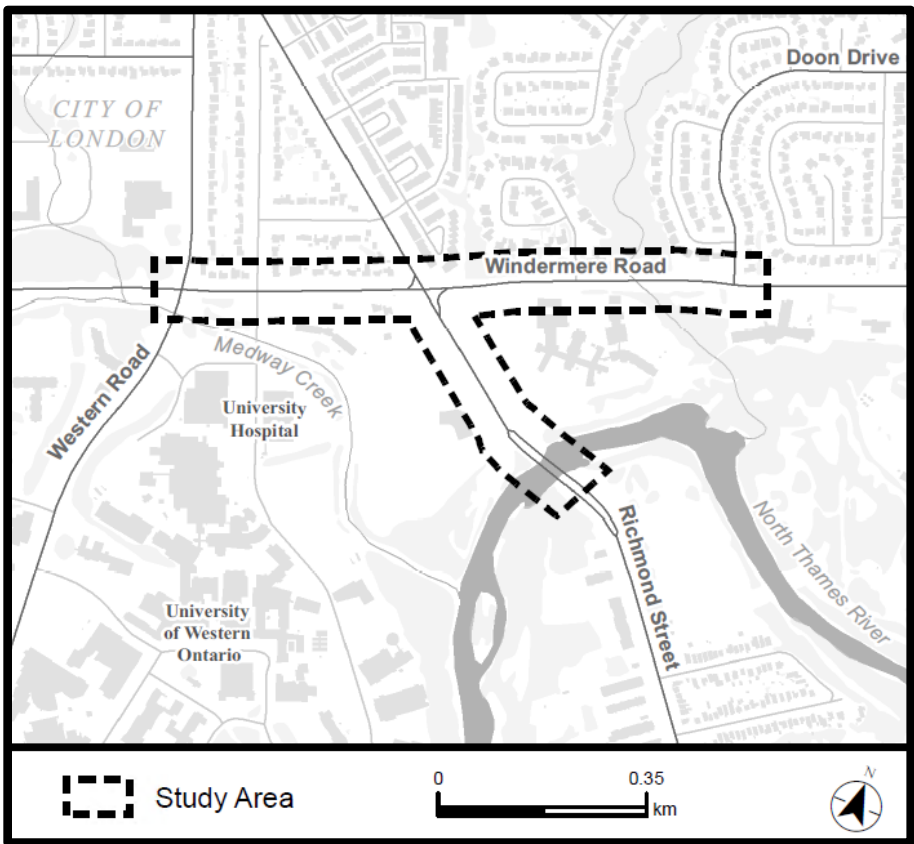 Doon Drive
CITY OF
LONDON
Windermere Road
Medway Creek
Western Road
University
Hospital
Richmond Street
North Thames River
University
of Western
Ontario
Study Area
0
0.35
km
N